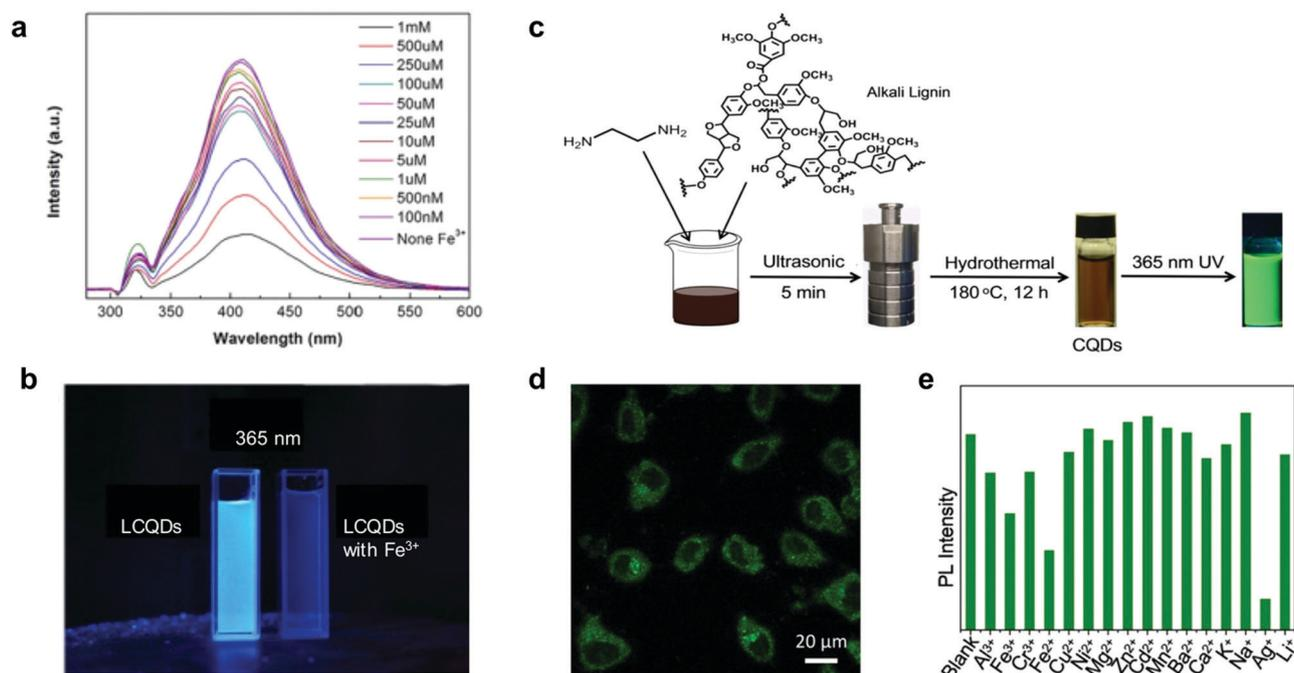 a
Intensity (a.u.)
1mM
500uM
250uM
100uM
50uM
25uM
10uM
5uM
1uM
500nM
100nM
None Fe³⁺
300 350 400 450 500 550 600
Wavelength (nm)
b
365 nm
LCQDs
LCQDs
with Fe³⁺
c
H₂N
NH₂
O
H₃CO
OCH₃
O
O
OCH₃
O
OCH₃
O
OH
O
O
OCH₃
O
OCH₃
OH
O
OCH₃
HO
O
O
O
OCH₃
Alkali Lignin
Ultrasonic
5 min
Hydrothermal
180 °C, 12 h
365 nm UV
CQDs
d
20 μm
e
PL Intensity
Blank
Al³⁺
Fe³⁺
Cr³⁺
Fe²⁺
Cu²⁺
Ni²⁺
Mg²⁺
Zn²⁺
Cd²⁺
Mn²⁺
Ba²⁺
Ca²⁺
K⁺
Na⁺
Ag⁺
Li⁺